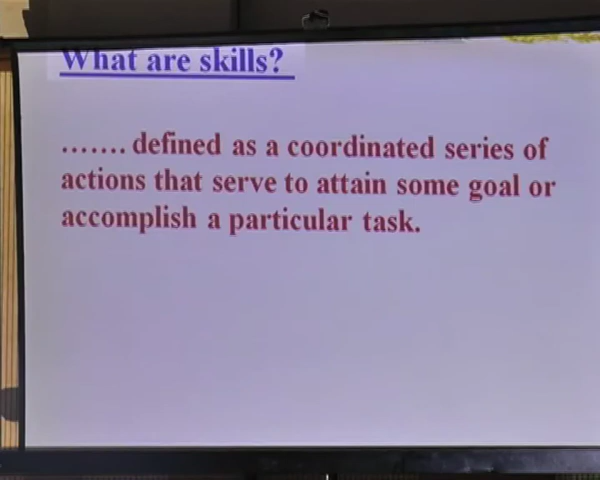 What are skills?
....... defined as a coordinated series of
actions that serve to attain some goal or
accomplish a particular task.